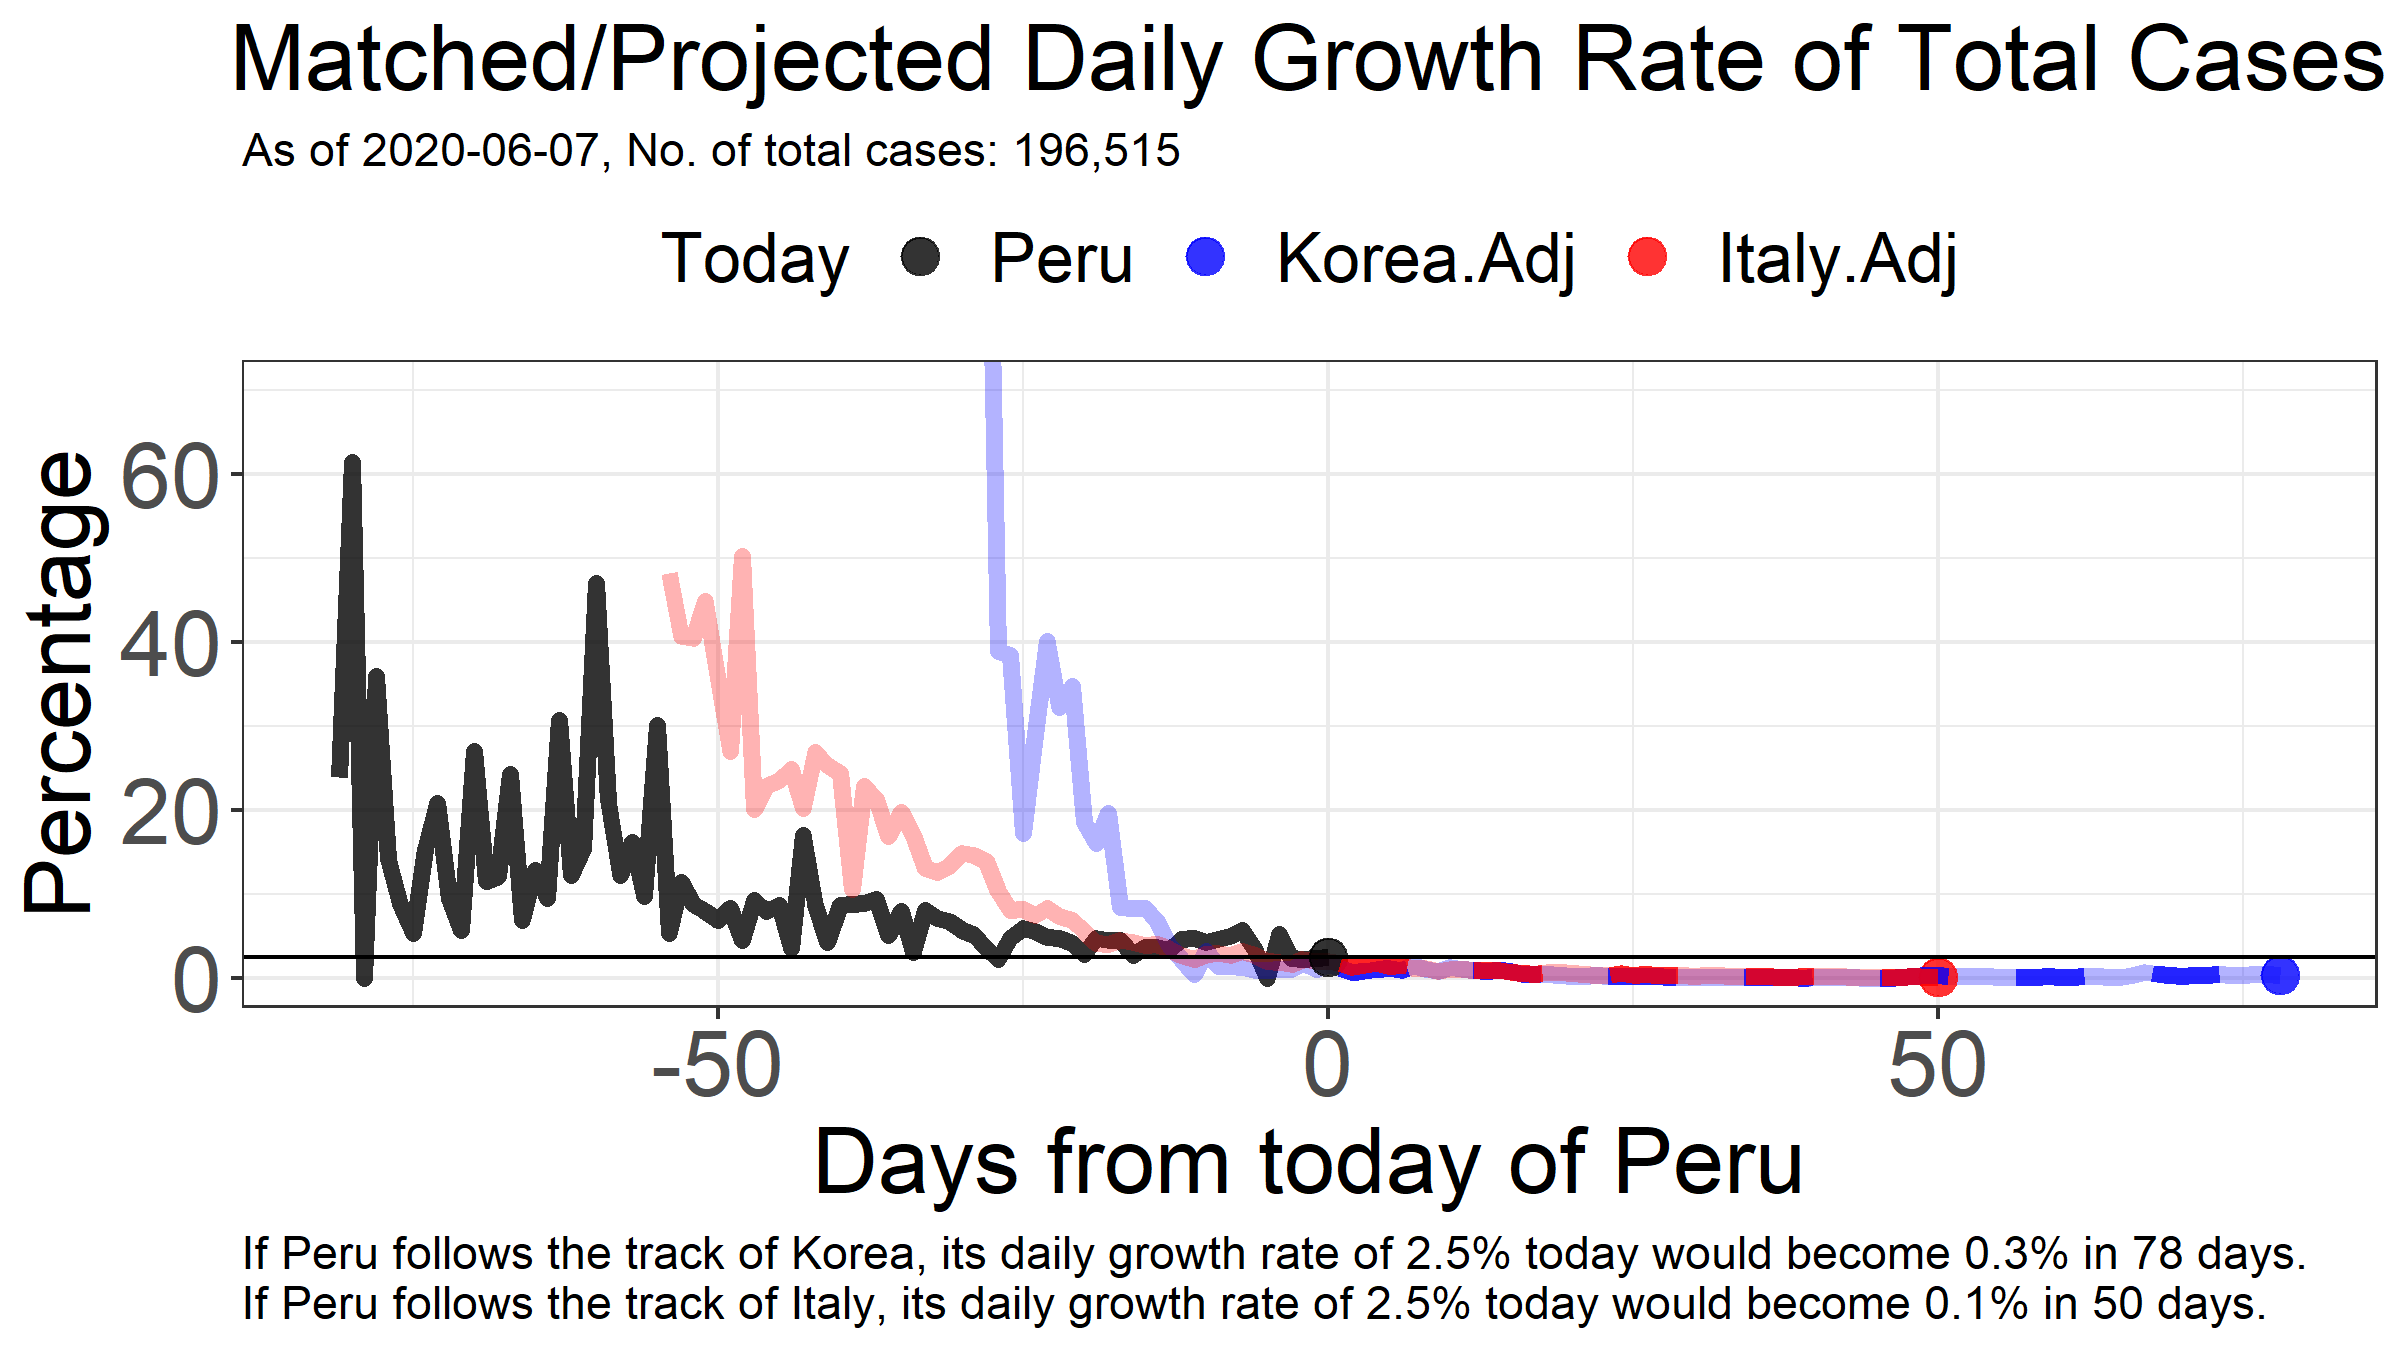 Matched/Projected Daily Growth Rate of Total Cases
As of 2020-06-07, No. of total cases: 196,515
Today Peru Korea.Adj Italy.Adj
Percentage
60
40
20
0
-50 0 50
Days from today of Peru
If Peru follows the track of Korea, its daily growth rate of 2.5% today would become 0.3% in 78 days.
If Peru follows the track of Italy, its daily growth rate of 2.5% today would become 0.1% in 50 days.